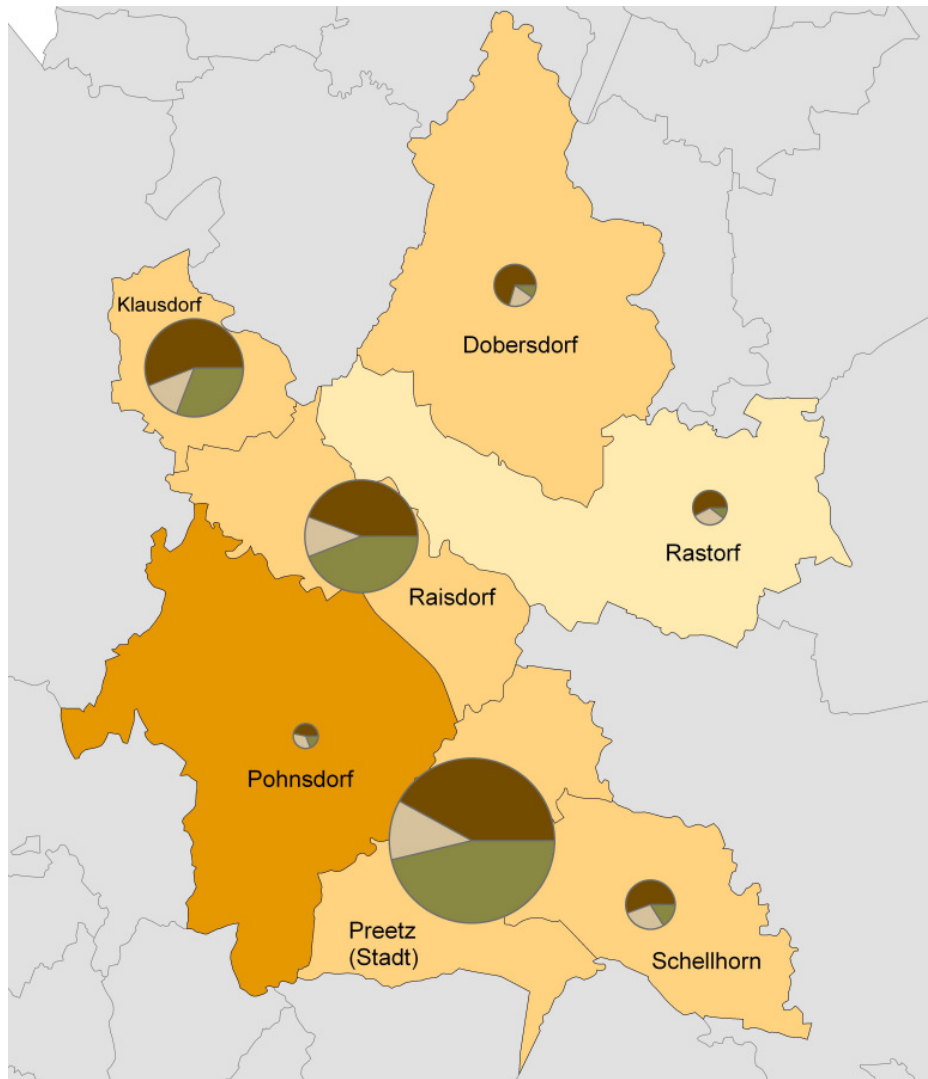 Klausdorf
Dobersdorf
Rastorf
Raisdorf
Pohnsdorf
Preetz
(Stadt)
Schellhorn